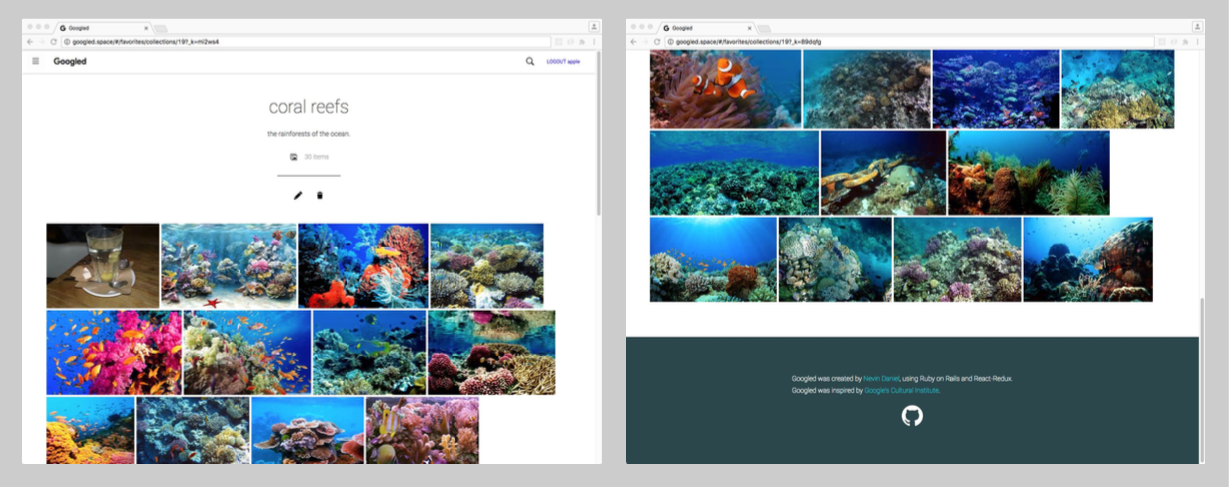 Googled
googled.space/#/favorites/collections/19?_k=ml2ws4
Googled
LOGOUT apple
coral reefs
the rainforests of the ocean.
30 items
Googled
googled.space/#/favorites/collections/19?_k=89dqfg
Googled was created by Nevin Daniel, using Ruby on Rails and React-Redux.
Googled was inspired by Google's Cultural Institute.